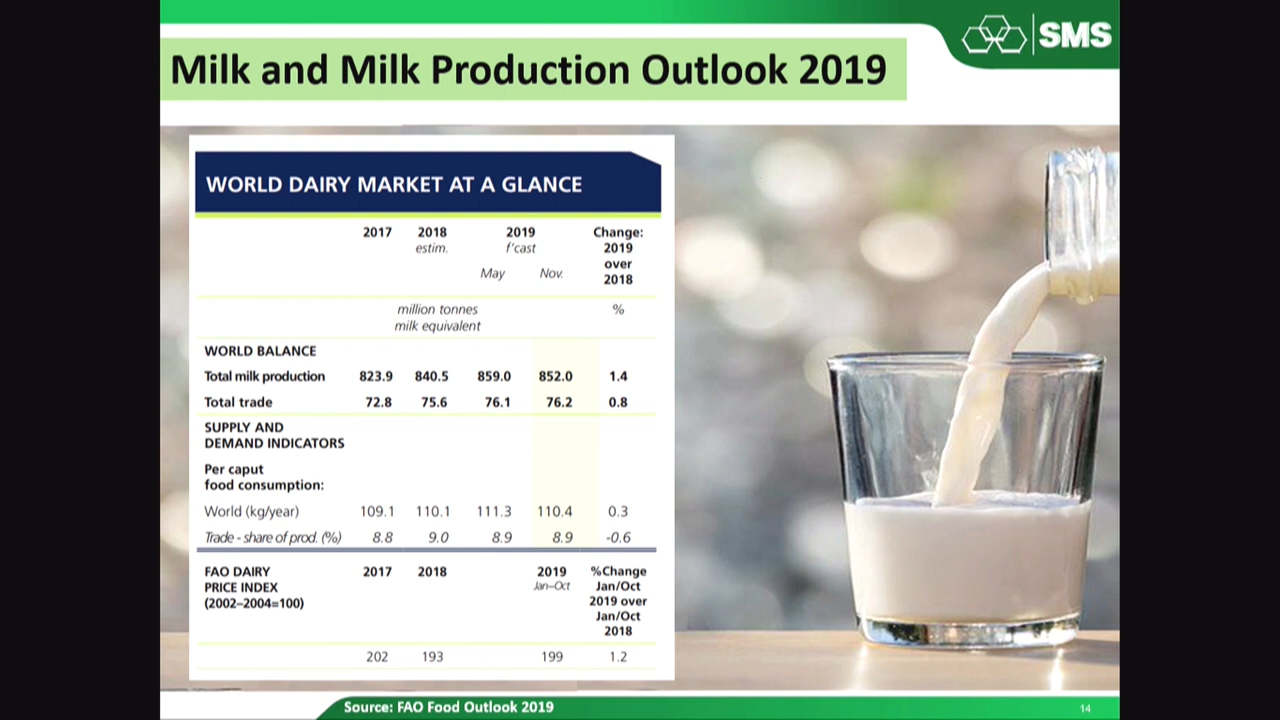 SMS
Milk and Milk Production Outlook 2019
WORLD DAIRY MARKET AT A GLANCE
2017 2018 2019 Change:
estim. f'cast 2019
over
May Nov. 2018
million tonnes %
milk equivalent
WORLD BALANCE
Total milk production 823.9 840.5 859.0 852.0 1.4
Total trade 72.8 75.6 76.1 76.2 0.8
SUPPLY AND
DEMAND INDICATORS
Per caput
food consumption:
World (kg/year) 109.1 110.1 111.3 110.4 0.3
Trade - share of prod. (%) 8.8 9.0 8.9 8.9 -0.6
FAO DAIRY 2017 2018 2019 %Change
PRICE INDEX Jan–Oct Jan/Oct
(2002–2004=100) 2019 over
Jan/Oct
2018
202 193 199 1.2
Source: FAO Food Outlook 2019
14